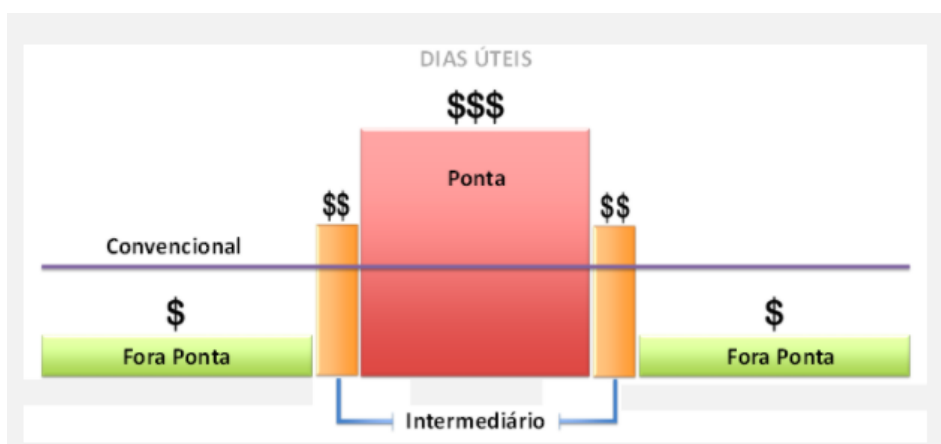 DIAS ÚTEIS
$$$
Ponta
$$
$$
Convencional
$
$
Fora Ponta
Fora Ponta
Intermediário